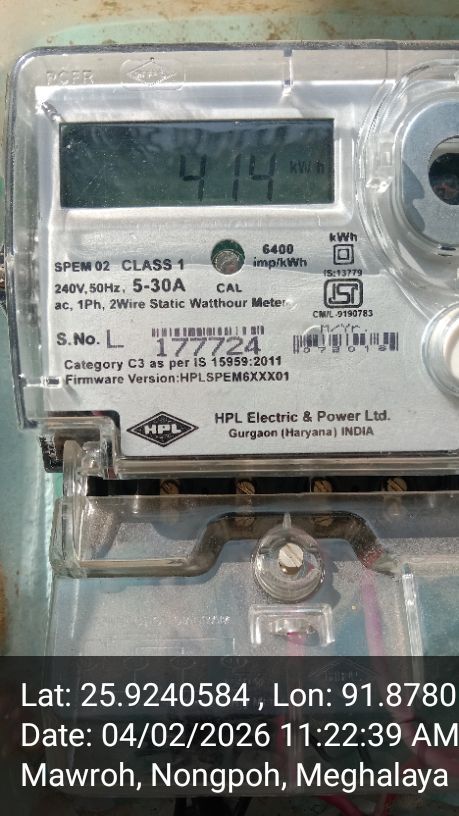 414 kWh
SPEM 02 CLASS 1
6400
imp/kWh
kWh
IS:13779
240V,50Hz, 5-30A CAL
ac, 1Ph, 2Wire Static Watthour Meter
CM/L-9190783
S.No. L 177724
M/Yr.
Category C3 as per IS 15959:2011
Firmware Version:HPLSPEM6XXX01
HPL
HPL Electric & Power Ltd.
Gurgaon (Haryana) INDIA
Lat: 25.9240584 , Lon: 91.8780
Date: 04/02/2026 11:22:39 AM
Mawroh, Nongpoh, Meghalaya